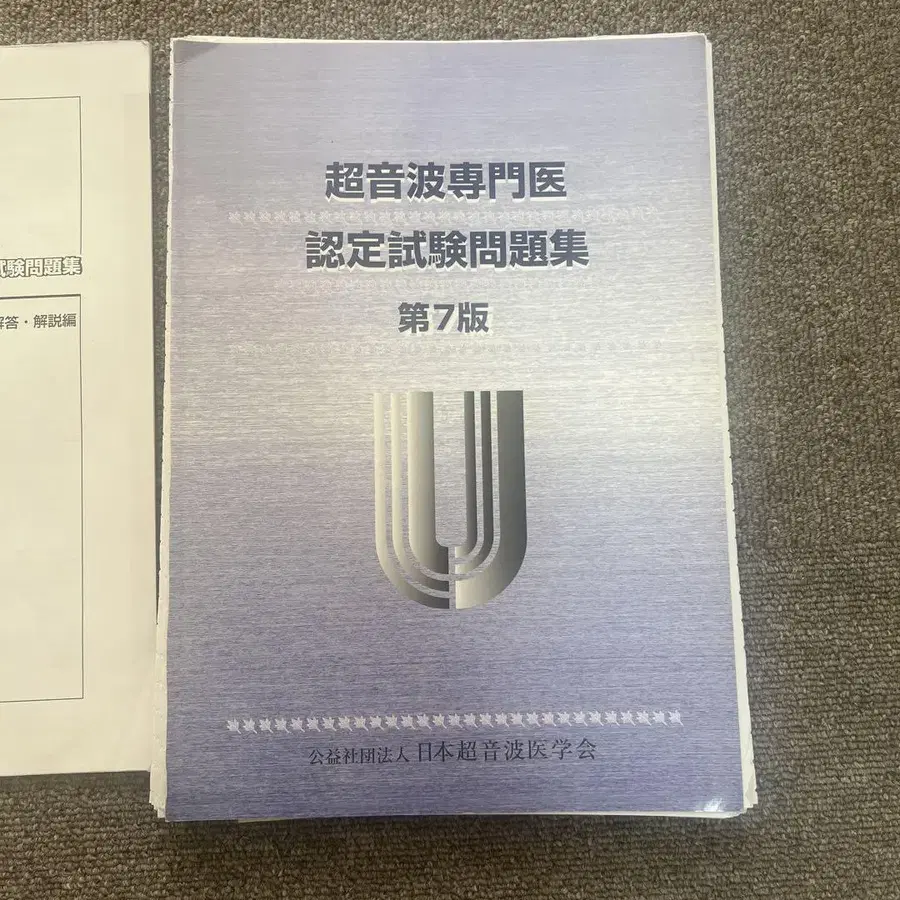 試験問題集
解答・解説編
超音波専門医
認定試験問題集
第7版
公益社団法人 日本超音波医学会